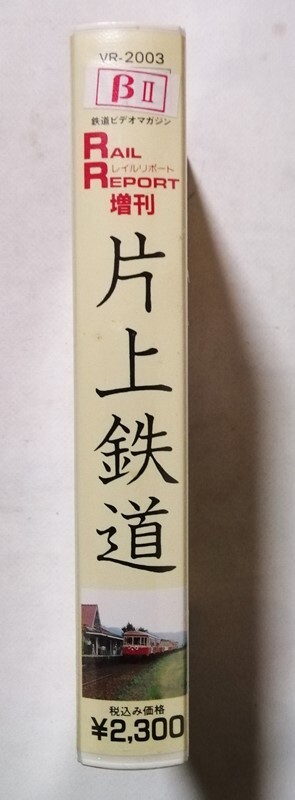 VR-2003
βII
鉄道ビデオマガジン
RAIL
レイルリポート
REPORT
増刊
片上鉄道
税込み価格
¥2,300